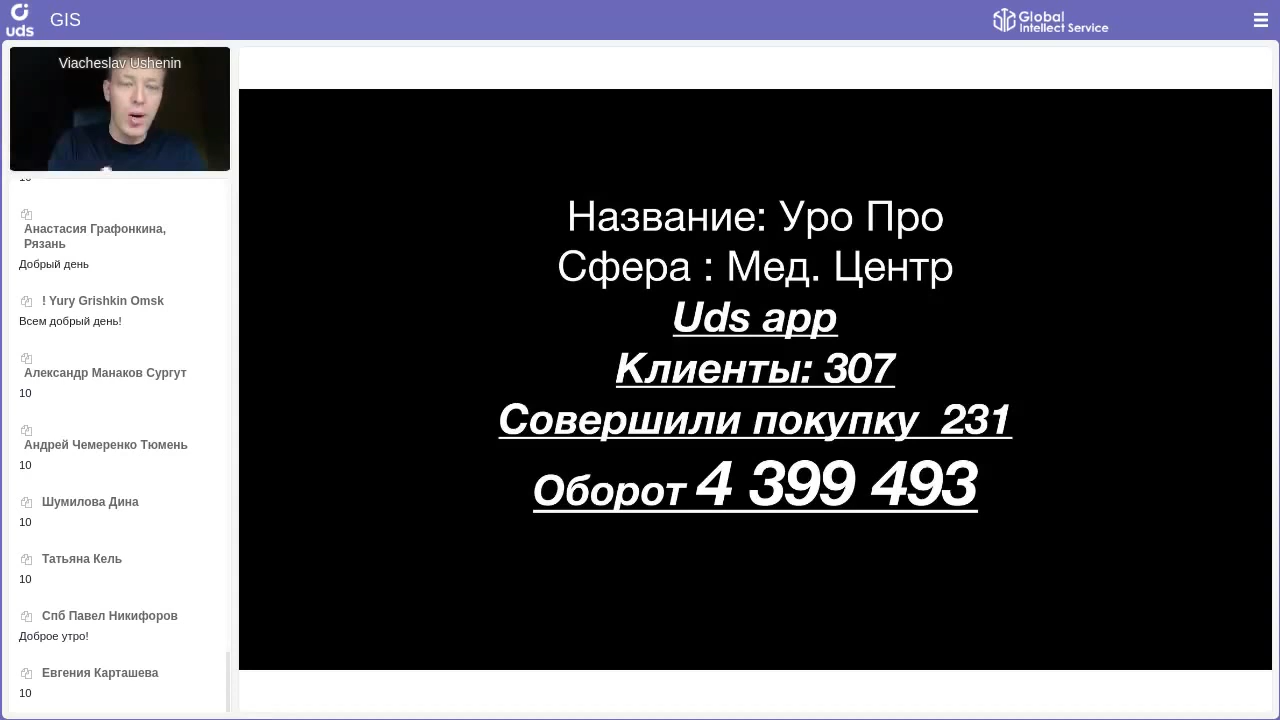 uds
GIS
Global
Intellect Service
Viacheslav Ushenin
Анастасия Графонкина,
Рязань
Добрый день
! Yury Grishkin Omsk
Всем добрый день!
Александр Манаков Сургут
10
Андрей Чемеренко Тюмень
10
Шумилова Дина
10
Татьяна Кель
10
Спб Павел Никифоров
Доброе утро!
Евгения Карташева
10
Название: Уро Про
Сфера : Мед. Центр
Uds app
Клиенты: 307
Совершили покупку 231
Оборот 4 399 493